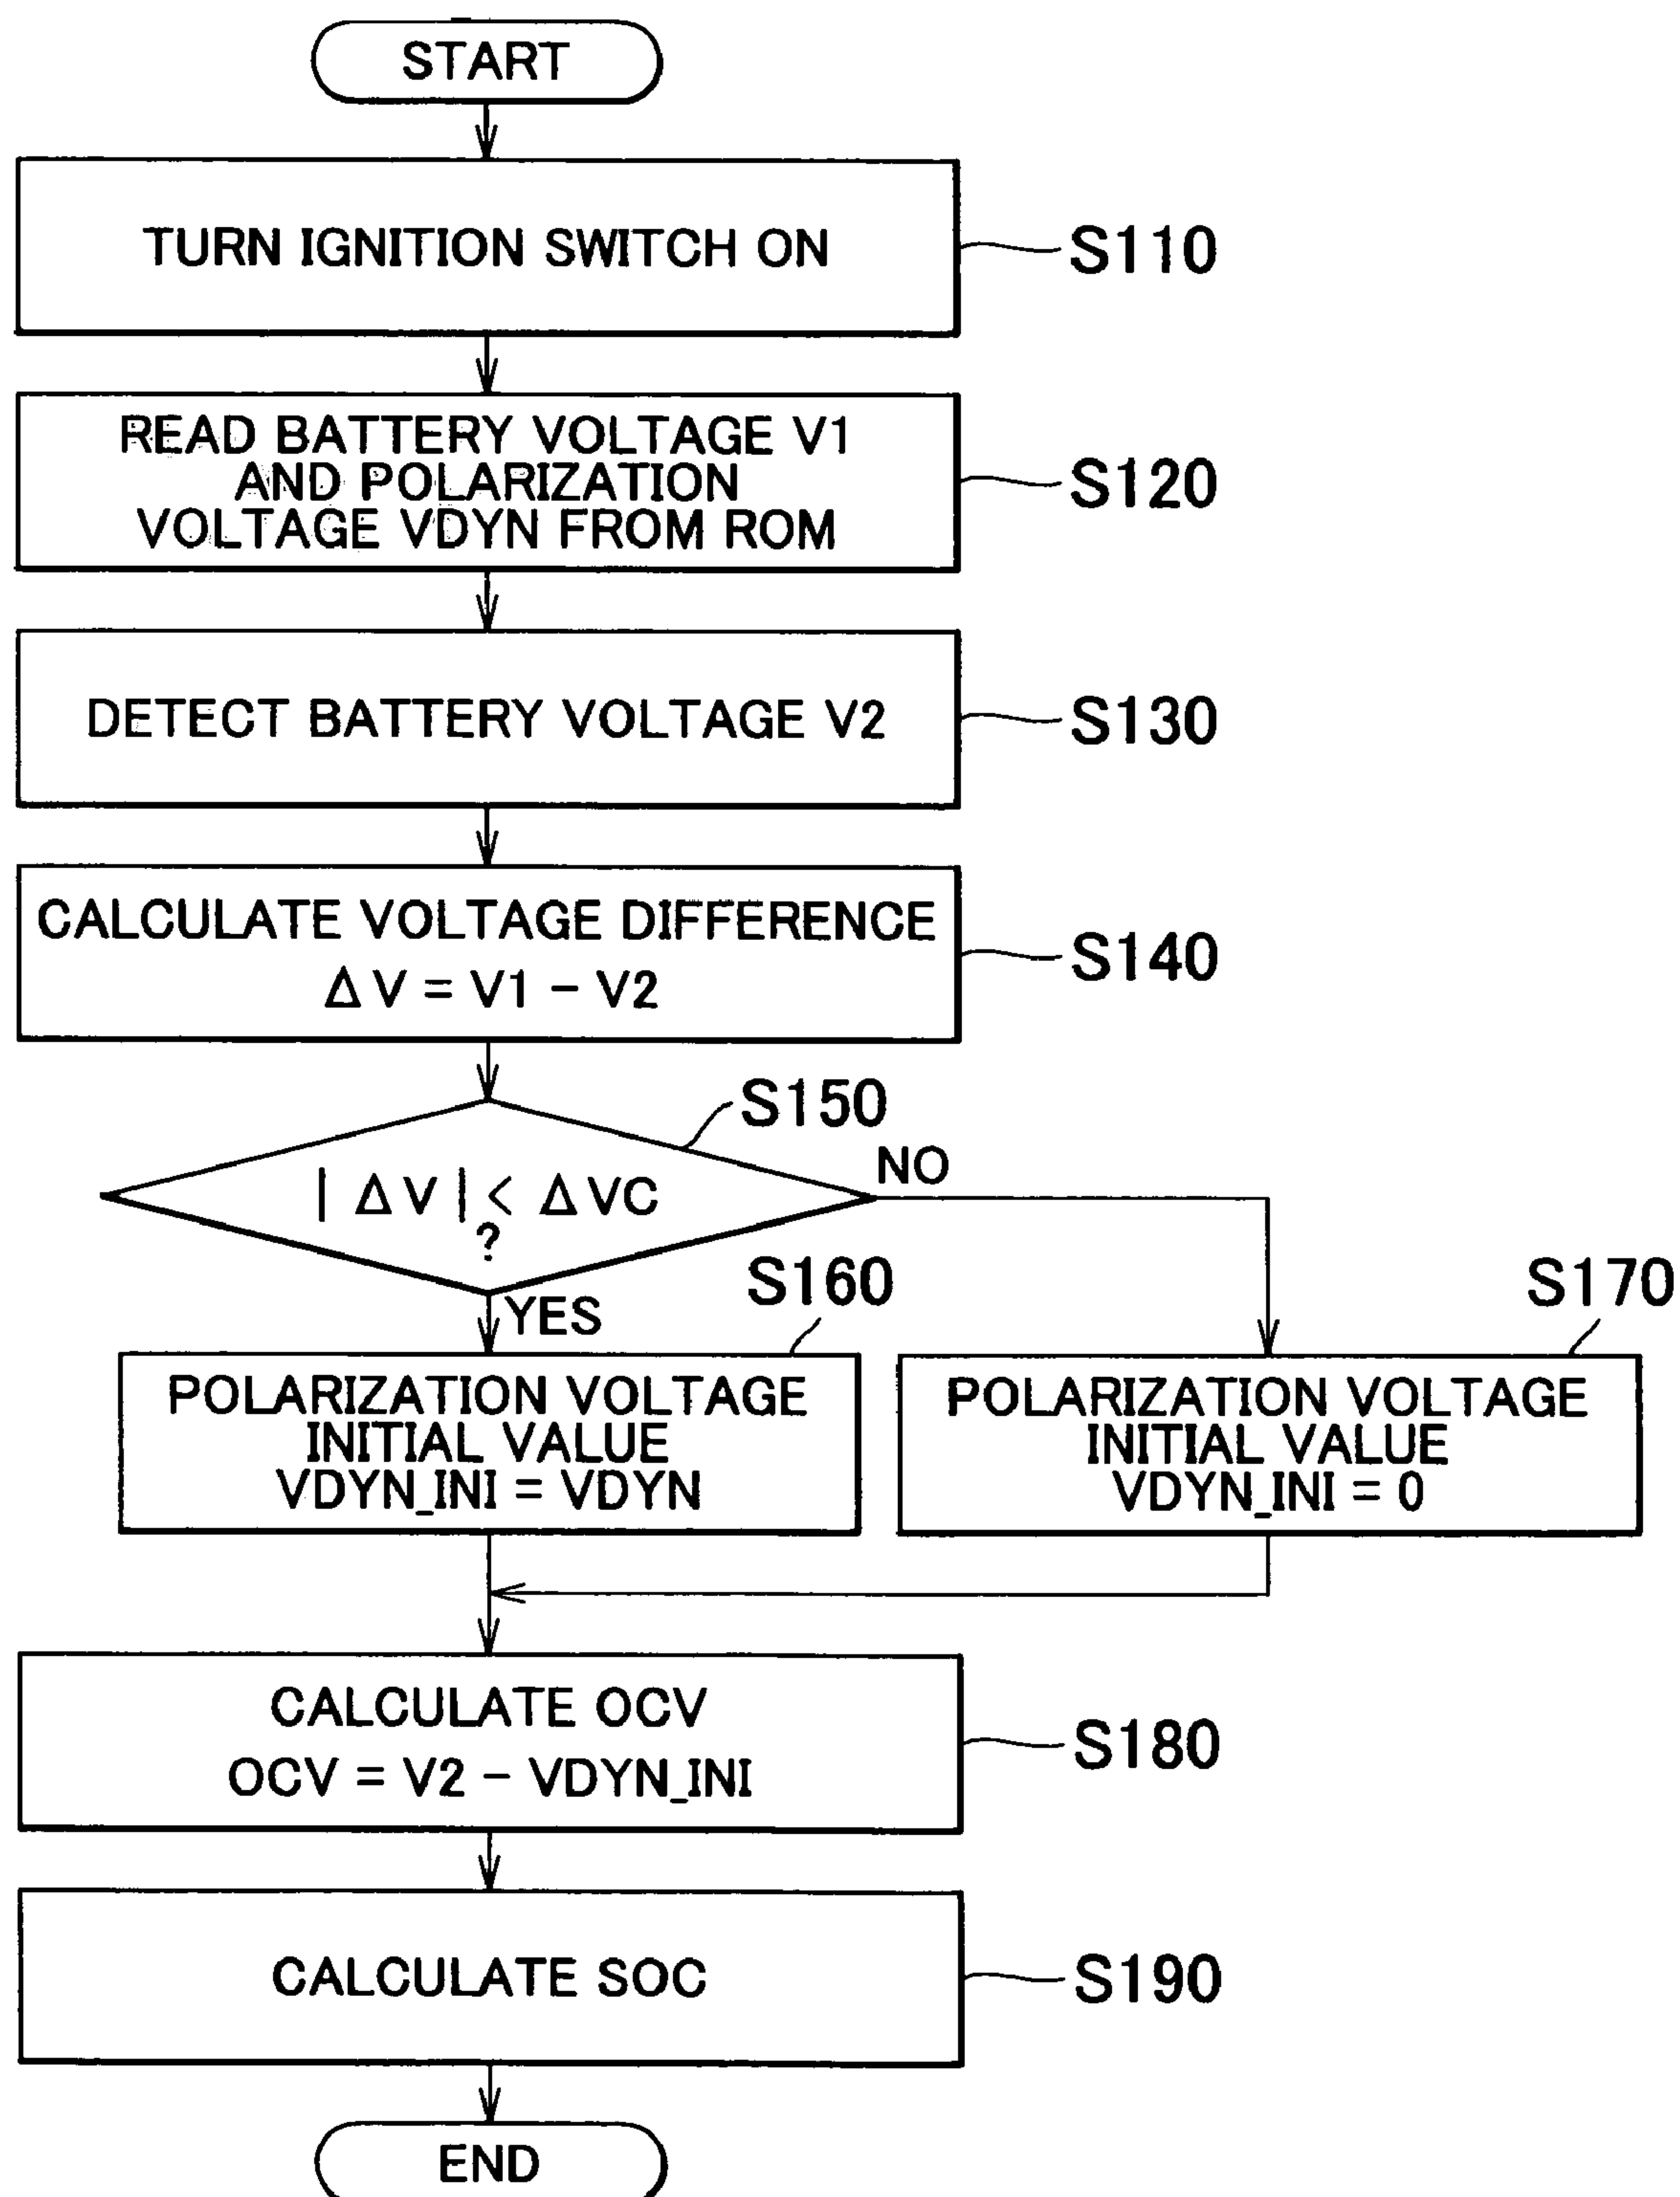 START
TURN IGNITION SWITCH ON
S110
READ BATTERY VOLTAGE V1
AND POLARIZATION
VOLTAGE VDYN FROM ROM
S120
DETECT BATTERY VOLTAGE V2
S130
CALCULATE VOLTAGE DIFFERENCE
ΔV = V1 - V2
S140
S150
|ΔV| < ΔVC
?
NO
YES
S160
POLARIZATION VOLTAGE
INITIAL VALUE
VDYN_INI = VDYN
S170
POLARIZATION VOLTAGE
INITIAL VALUE
VDYN_INI = 0
CALCULATE OCV
OCV = V2 - VDYN_INI
S180
CALCULATE SOC
S190
END